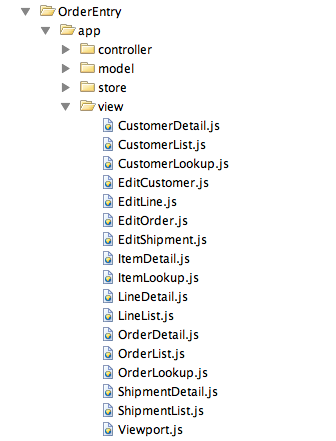 OrderEntry
app
controller
model
store
view
CustomerDetail.js
CustomerList.js
CustomerLookup.js
EditCustomer.js
EditLine.js
EditOrder.js
EditShipment.js
ItemDetail.js
ItemLookup.js
LineDetail.js
LineList.js
OrderDetail.js
OrderList.js
OrderLookup.js
ShipmentDetail.js
ShipmentList.js
Viewport.js